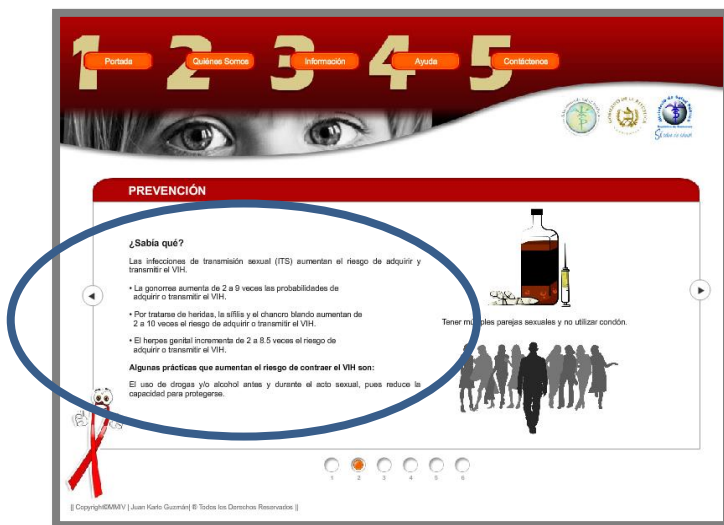 1 2 3 4 5
Portada Quiénes Somos Información Ayuda Contáctenos
PREVENCIÓN
¿Sabía qué?
Las infecciones de transmisión sexual (ITS) aumentan el riesgo de adquirir y
transmitir el VIH.
• La gonorrea aumenta de 2 a 9 veces las probabilidades de
adquirir o transmitir el VIH.
• Por tratarse de heridas, la sífilis y el chancro blando aumentan de
2 a 10 veces el riesgo de adquirir o transmitir el VIH.
• El herpes genital incrementa de 2 a 8.5 veces el riesgo de
adquirir o transmitir el VIH.
Algunas prácticas que aumentan el riesgo de contraer el VIH son:
El uso de drogas y/o alcohol antes y durante el acto sexual, pues reduce la
capacidad para protegerse.
Tener múltiples parejas sexuales y no utilizar condón.
1 2 3 4 5 6
|| Copyright©MMIV | Juan Karlo Guzmán| ® Todos los Derechos Reservados ||